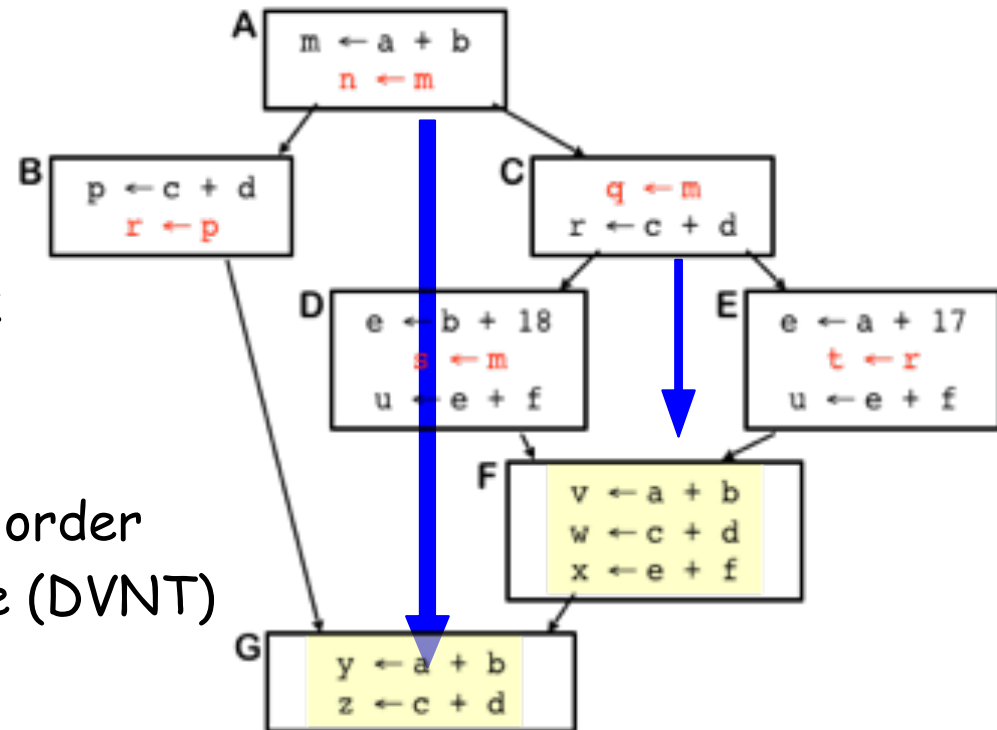 A
m ← a + b
n ← m
B
p ← c + d
r ← p
C
q ← m
r ← c + d
D
e ← b + 18
s ← m
u ← e + f
E
e ← a + 17
t ← r
u ← e + f
order
F
v ← a + b
w ← c + d
x ← e + f
(DVNT)
G
y ← a + b
z ← c + d